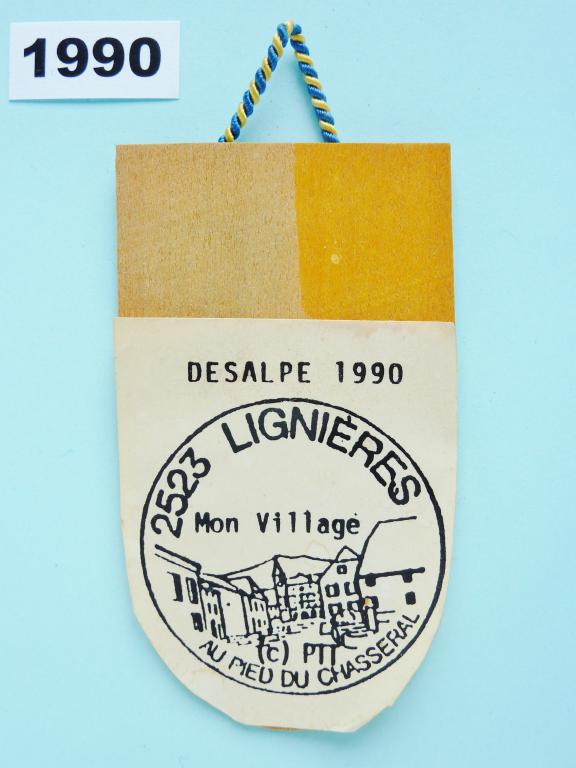 1990
DESALPE 1990
2523 LIGNIÈRES
Mon Village
(c) PTT
AU PIED DU CHASSERAL